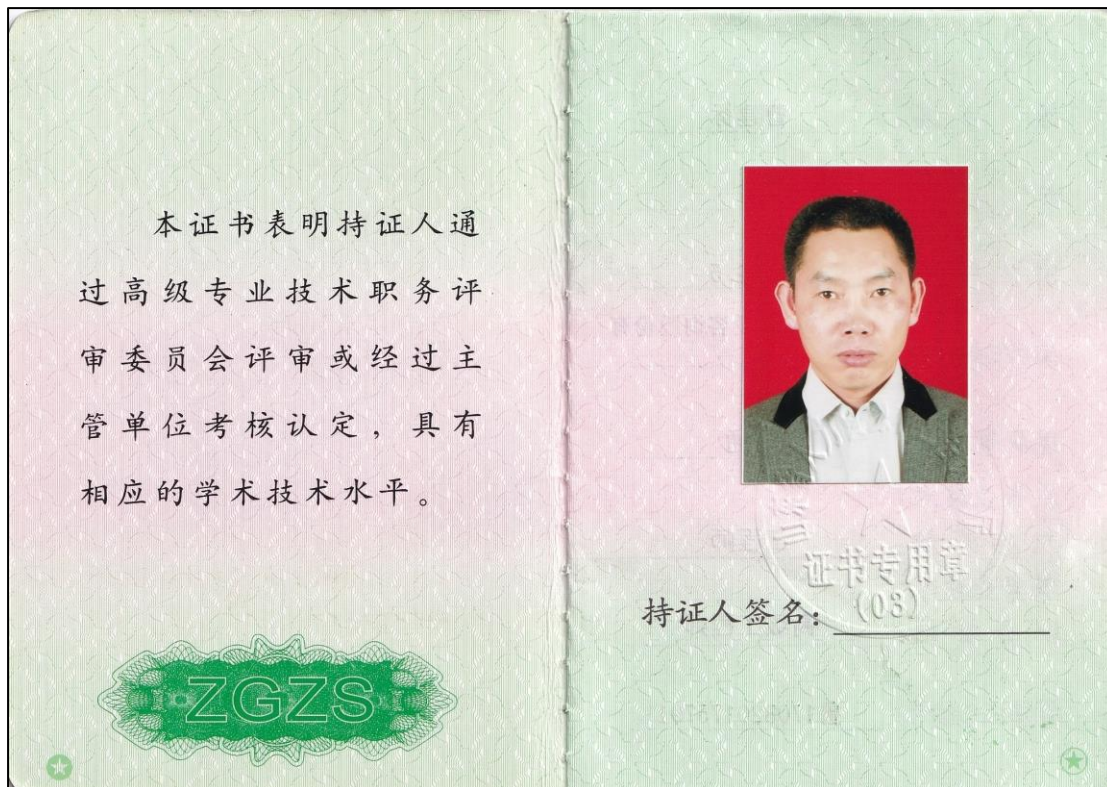 本证书表明持证人通
过高级专业技术职务评
审委员会评审或经过主
管单位考核认定，具有
相应的学术技术水平。
ZGZS
证书专用章
(03)
持证人签名：